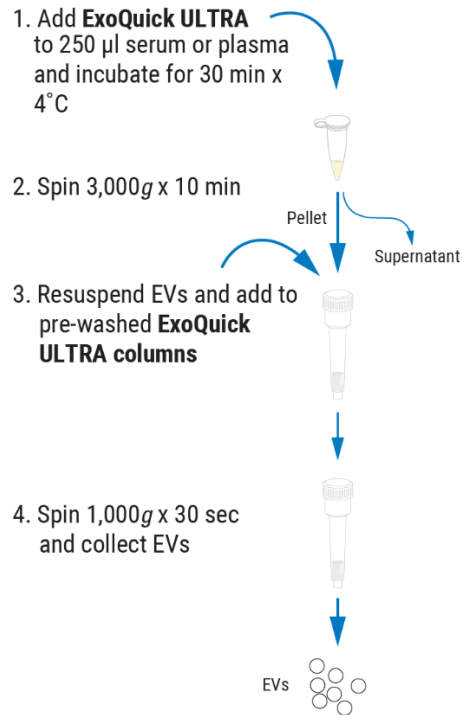 1. Add ExoQuick ULTRA
to 250 µl serum or plasma
and incubate for 30 min x
4˚C
2. Spin 3,000g x 10 min
Pellet
Supernatant
3. Resuspend EVs and add to
pre-washed ExoQuick
ULTRA columns
4. Spin 1,000g x 30 sec
and collect EVs
EVs